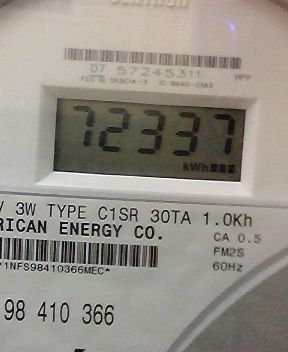 07 57245311 HPP
72337
kWh
V 3W TYPE C1SR 30TA 1.0Kh
RICAN ENERGY CO.
CA 0.5
FM2S
60Hz
*1NFS98410366MEC*
98 410 366